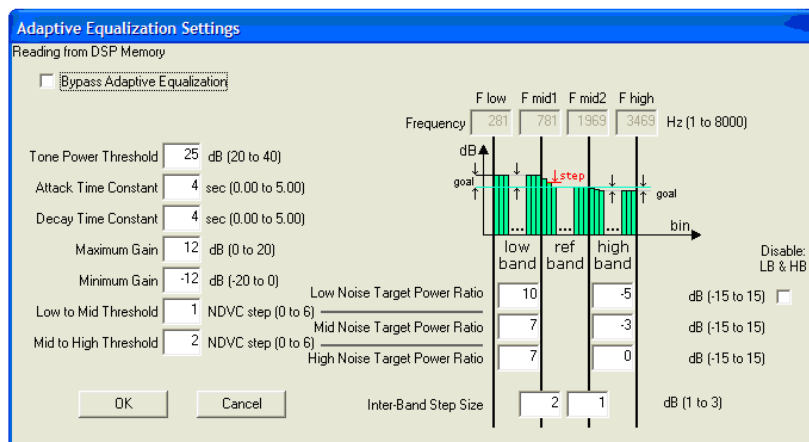 Adaptive Equalization Settings
Reading from DSP Memory
Bypass Adaptive Equalization
F low F mid1 F mid2 F high
Frequency 281 781 1969 3469 Hz (1 to 8000)
Tone Power Threshold 25 dB (20 to 40)
Attack Time Constant 4 sec (0.00 to 5.00)
Decay Time Constant 4 sec (0.00 to 5.00)
Maximum Gain 12 dB (0 to 20)
Minimum Gain -12 dB (-20 to 0)
Low to Mid Threshold 1 NDVC step (0 to 6)
Mid to High Threshold 2 NDVC step (0 to 6)
dB
goal
step
goal
... ... ...
bin
low band
ref band
high band
Disable:
LB & HB
Low Noise Target Power Ratio 10 -5 dB (-15 to 15)
Mid Noise Target Power Ratio 7 -3 dB (-15 to 15)
High Noise Target Power Ratio 7 0 dB (-15 to 15)
Inter-Band Step Size 2 1 dB (1 to 3)
OK Cancel